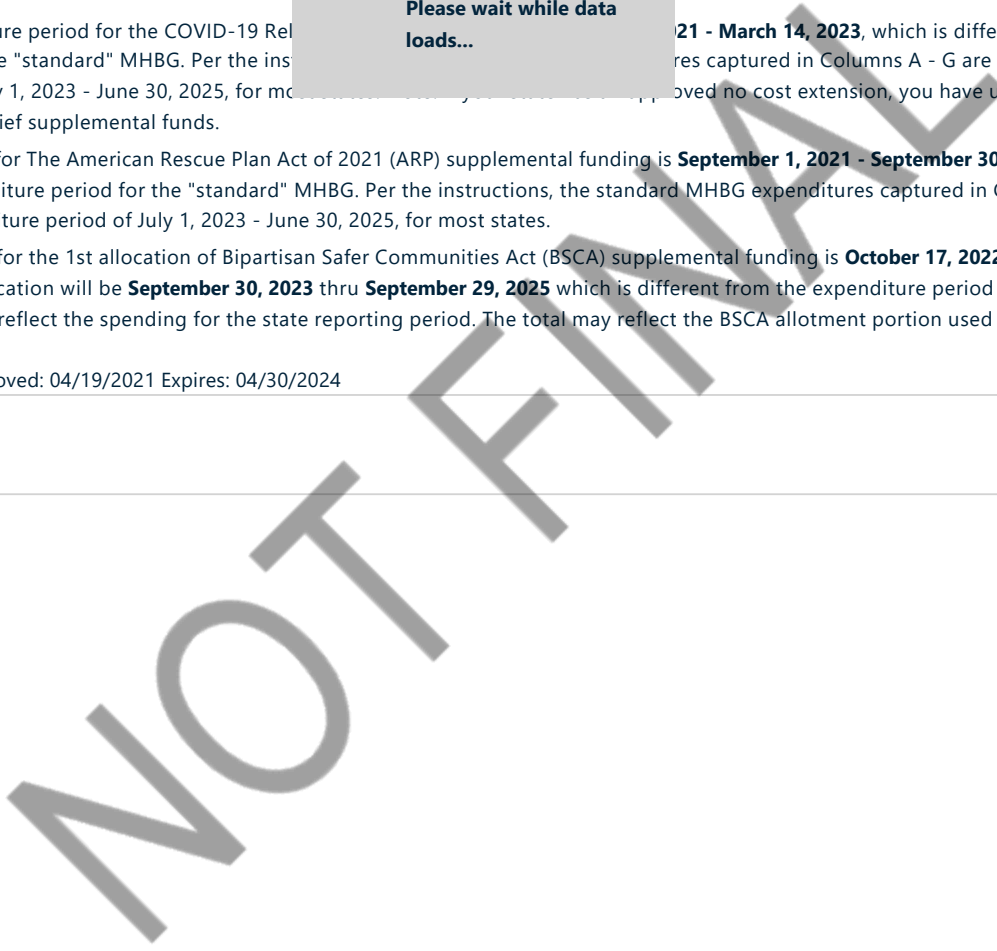 Please wait while data
loads...
ure period for the COVID-19 Rel 21 - March 14, 2023, which is diffe
e "standard" MHBG. Per the ins res captured in Columns A - G are
y 1, 2023 - June 30, 2025, for mo oved no cost extension, you have u
ief supplemental funds.
for The American Rescue Plan Act of 2021 (ARP) supplemental funding is September 1, 2021 - September 30
iture period for the "standard" MHBG. Per the instructions, the standard MHBG expenditures captured in C
ture period of July 1, 2023 - June 30, 2025, for most states.
for the 1st allocation of Bipartisan Safer Communities Act (BSCA) supplemental funding is October 17, 2022
cation will be September 30, 2023 thru September 29, 2025 which is different from the expenditure period
reflect the spending for the state reporting period. The total may reflect the BSCA allotment portion used
oved: 04/19/2021 Expires: 04/30/2024
NOT FINAL